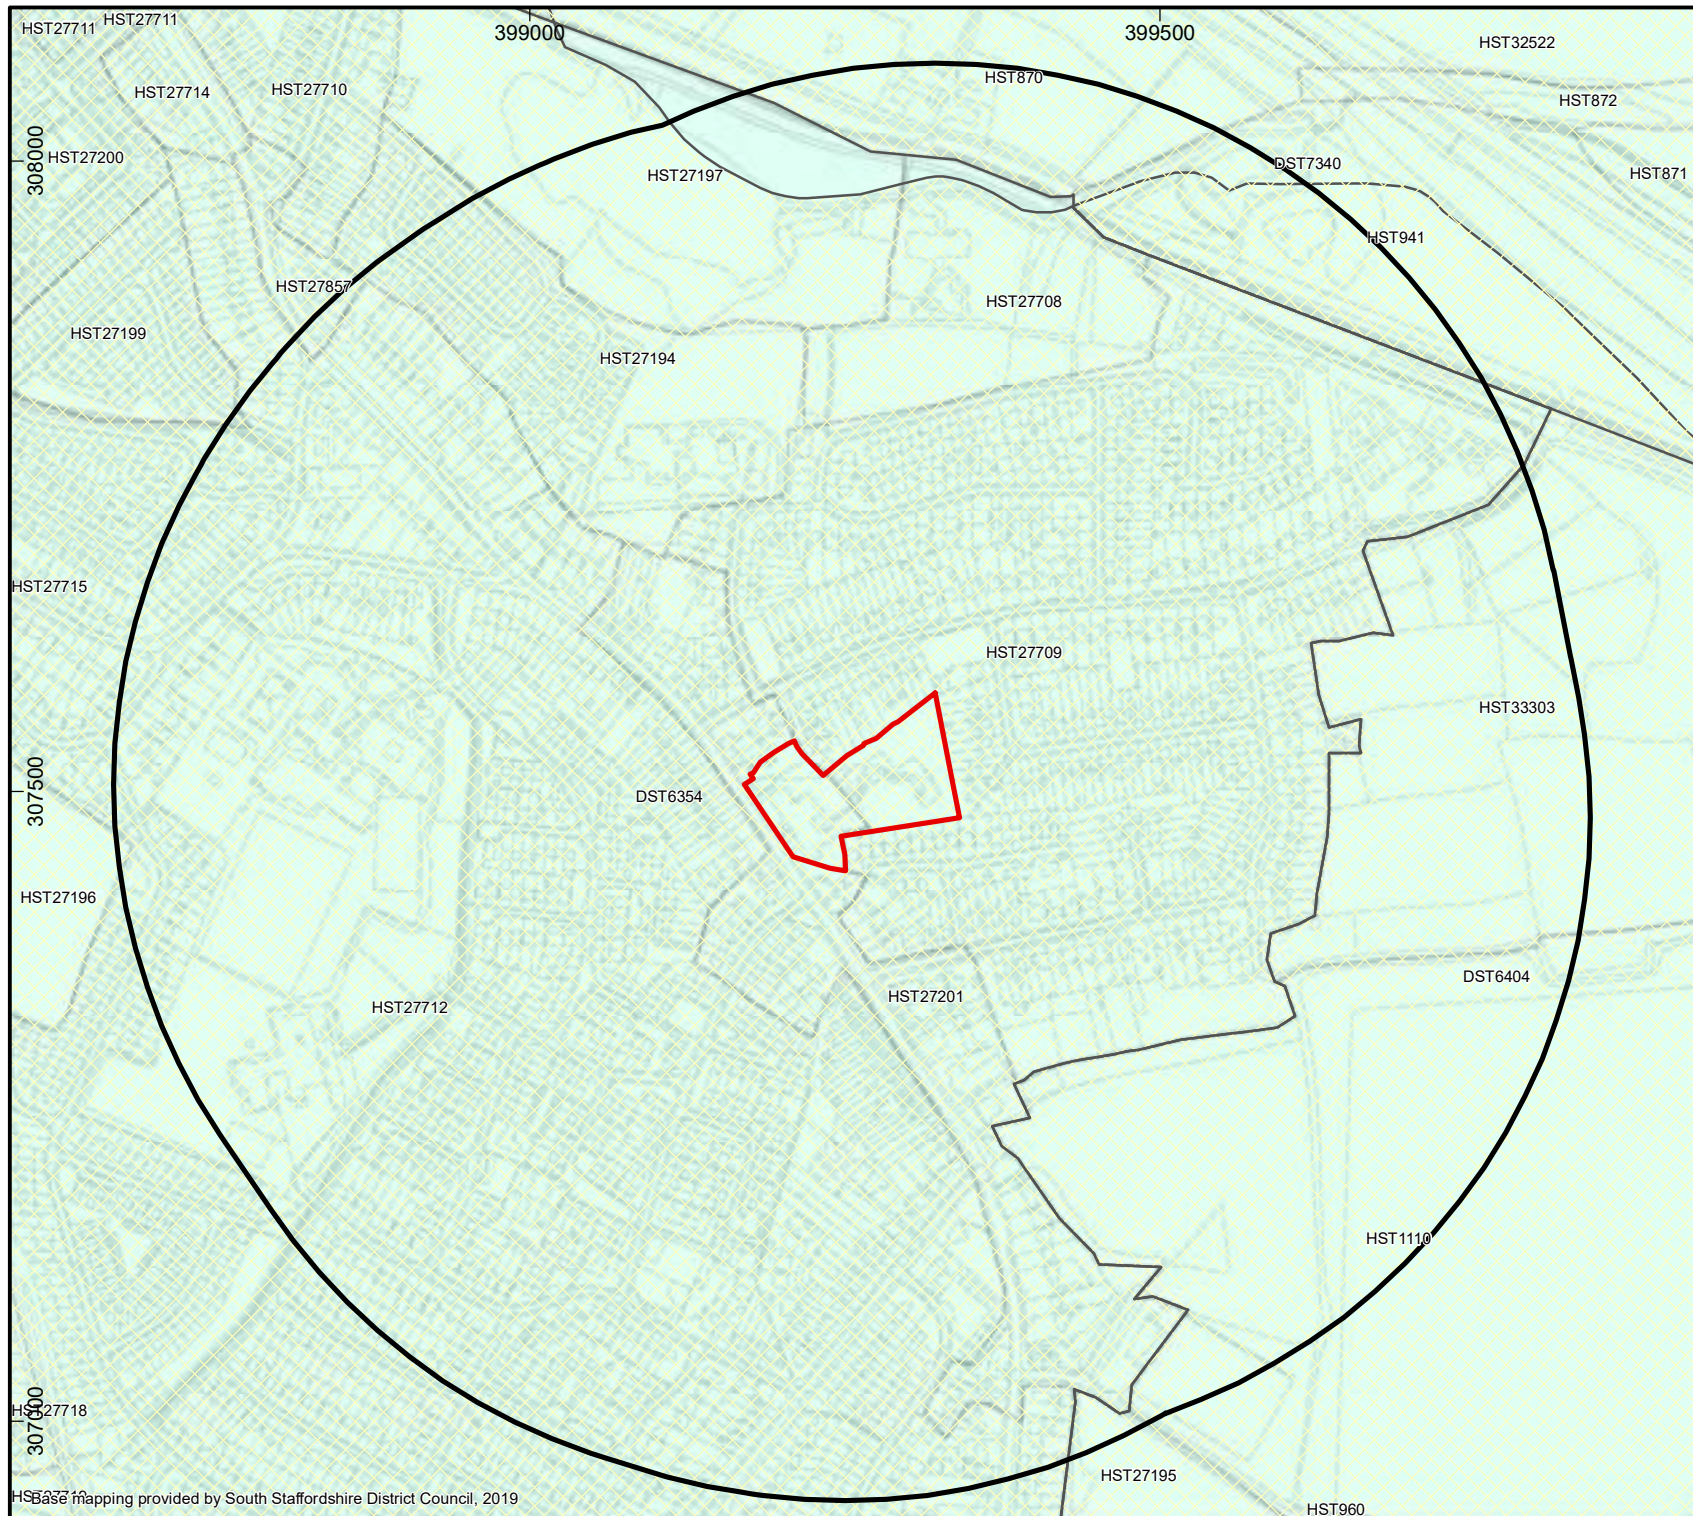 HST27711
HST27711
399000
399500
HST32522
HST870
HST27714
HST27710
HST872
308000
HST27200
HST27197
DST7340
HST871
HST941
HST27857
HST27708
HST27199
HST27194
HST27715
HST27709
HST33303
307500
DST6354
HST27196
DST6404
HST27712
HST27201
HST1110
307000
HST27718
HST27195
Base mapping provided by South Staffordshire District Council, 2019
HST960